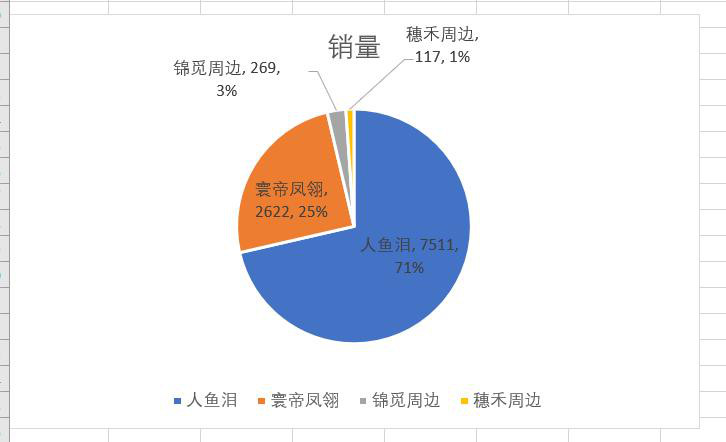 销量
锦觅周边, 269,
3%
穗禾周边,
117, 1%
寰帝凤翎,
2622, 25%
人鱼泪, 7511,
71%
人鱼泪 寰帝凤翎 锦觅周边 穗禾周边